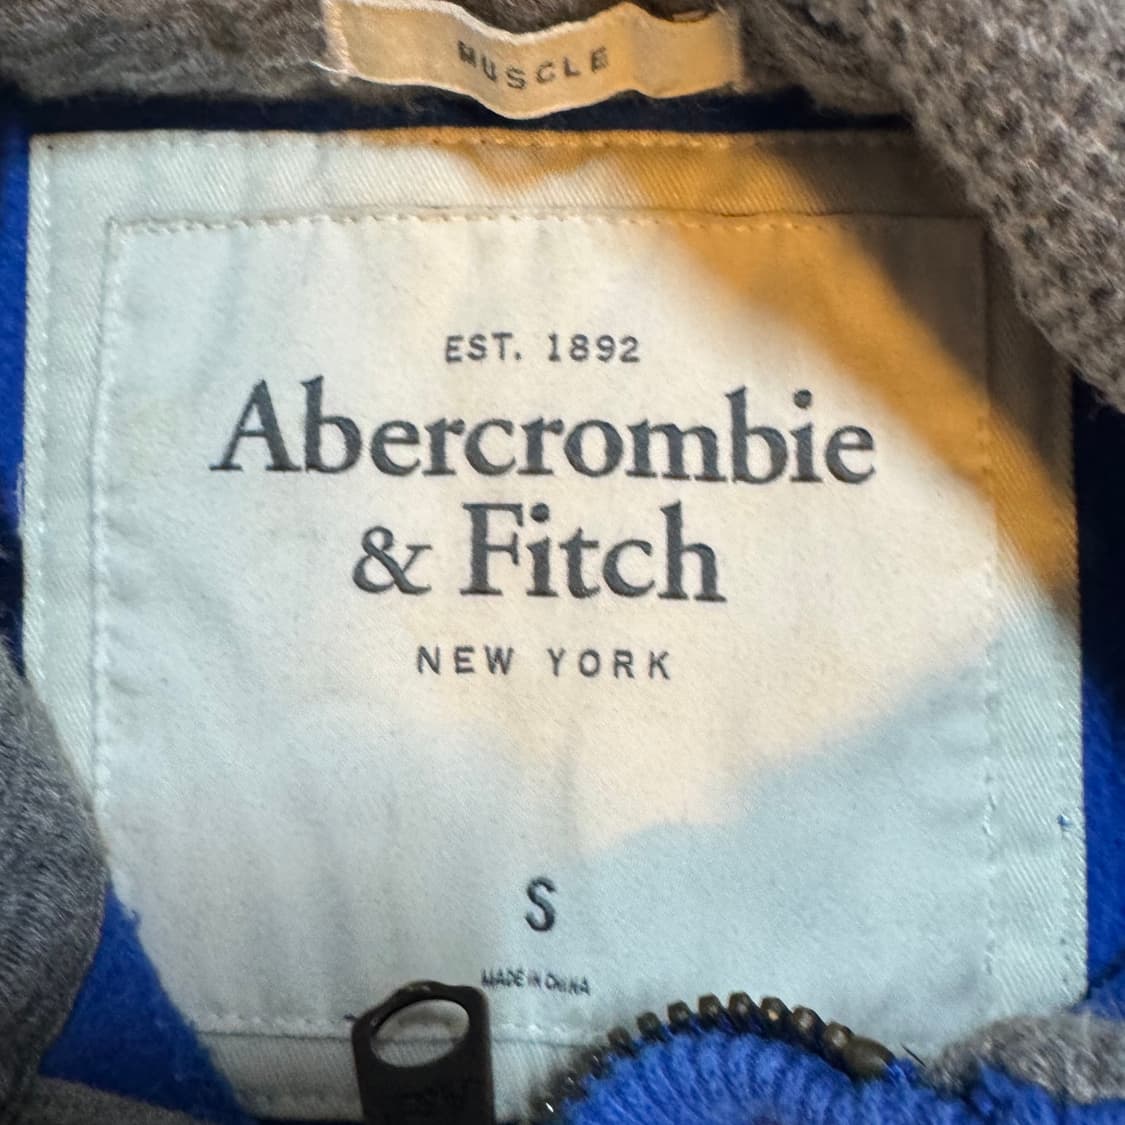 MUSCLE
EST. 1892
Abercrombie
& Fitch
NEW YORK
S
MADE IN CHINA